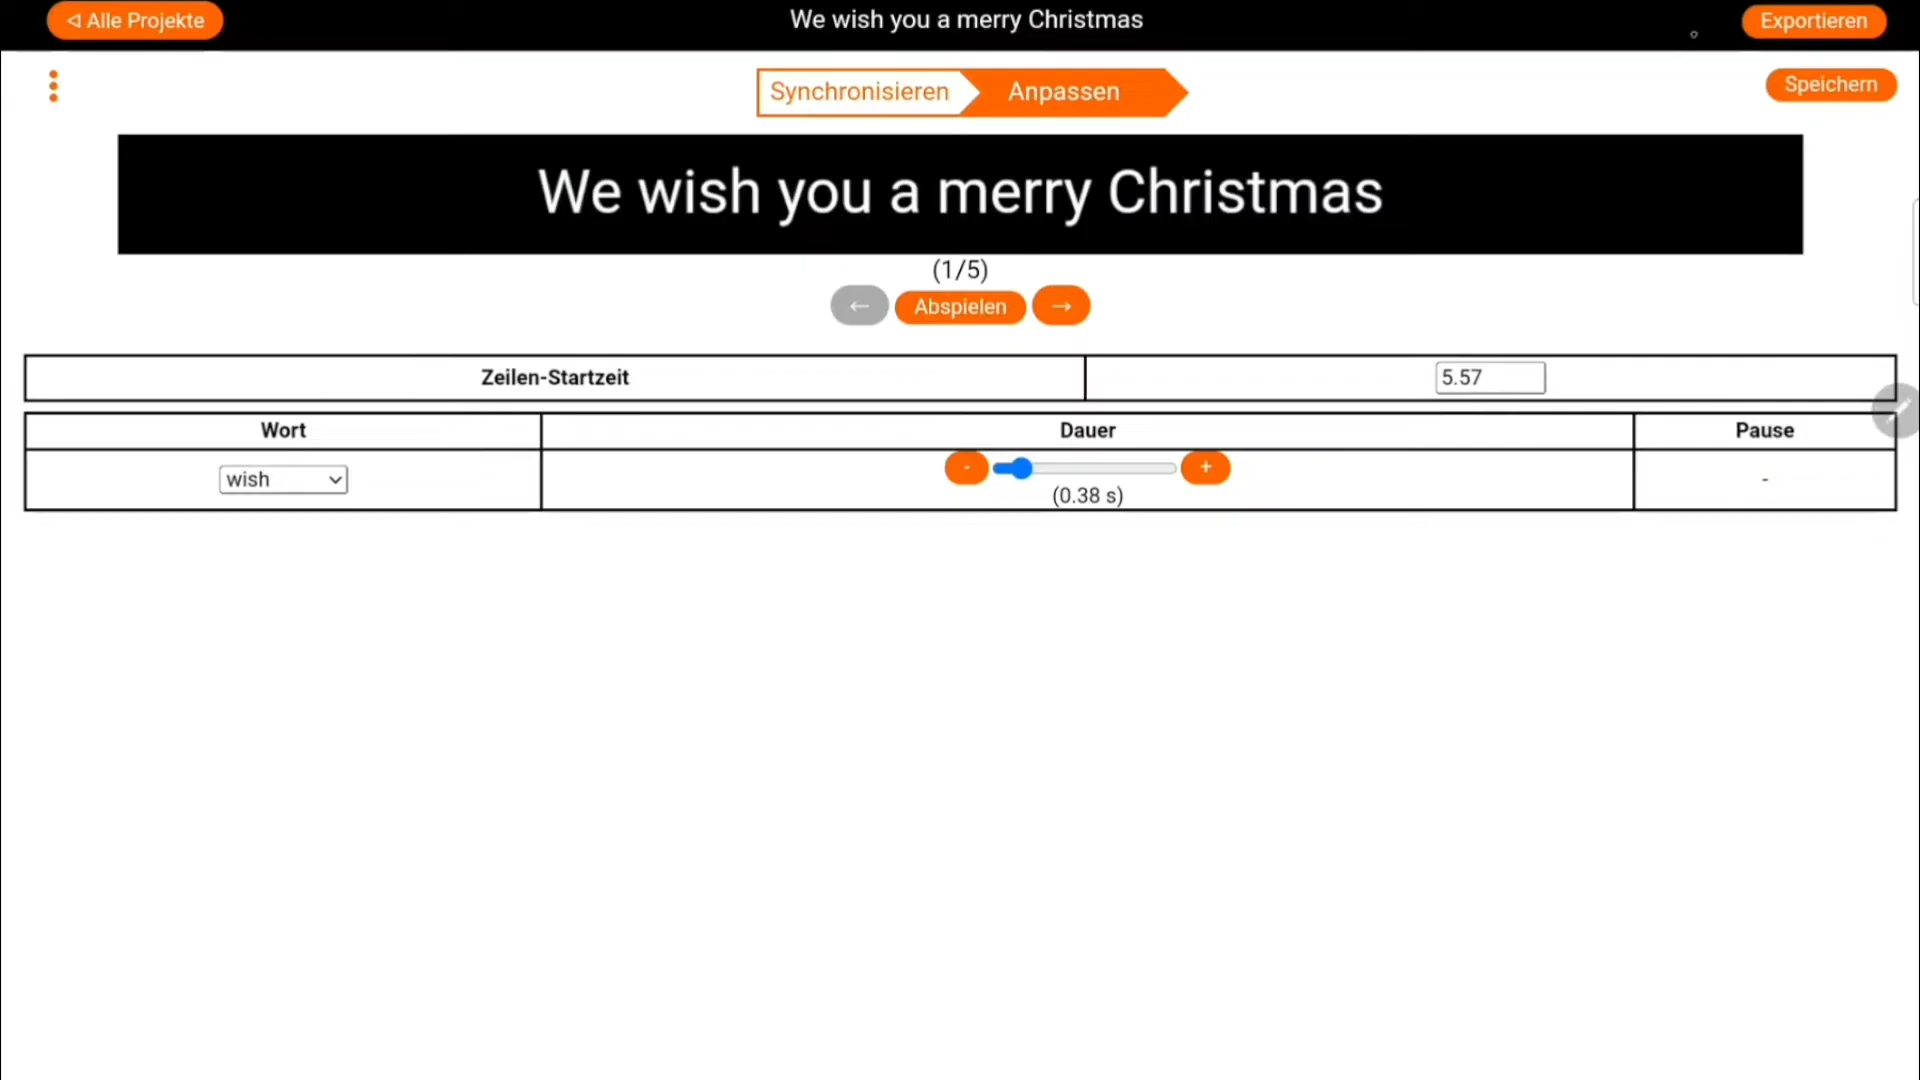 ◁ Alle Projekte
We wish you a merry Christmas
Exportieren
Synchronisieren
Anpassen
Speichern
We wish you a merry Christmas
(1/5)
← Abspielen →
Zeilen-Startzeit 5.57
Wort Dauer Pause
wish - + -
(0.38 s)